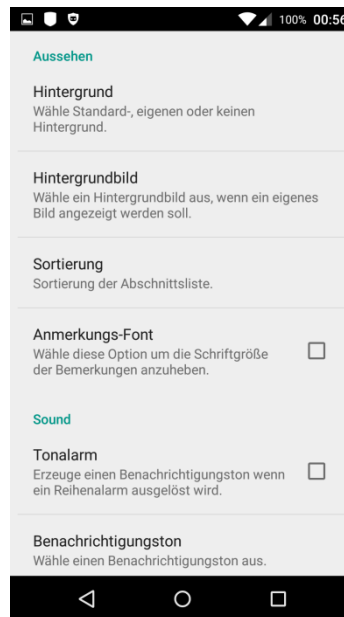 100% 00:56
Aussehen
Hintergrund
Wähle Standard-, eigenen oder keinen
Hintergrund.
Hintergrundbild
Wähle ein Hintergrundbild aus, wenn ein eigenes
Bild angezeigt werden soll.
Sortierung
Sortierung der Abschnittsliste.
Anmerkungs-Font
Wähle diese Option um die Schriftgröße
der Bemerkungen anzuheben.
Sound
Tonalarm
Erzeuge einen Benachrichtigungston wenn
ein Reihenalarm ausgelöst wird.
Benachrichtigungston
Wähle einen Benachrichtigungston aus.